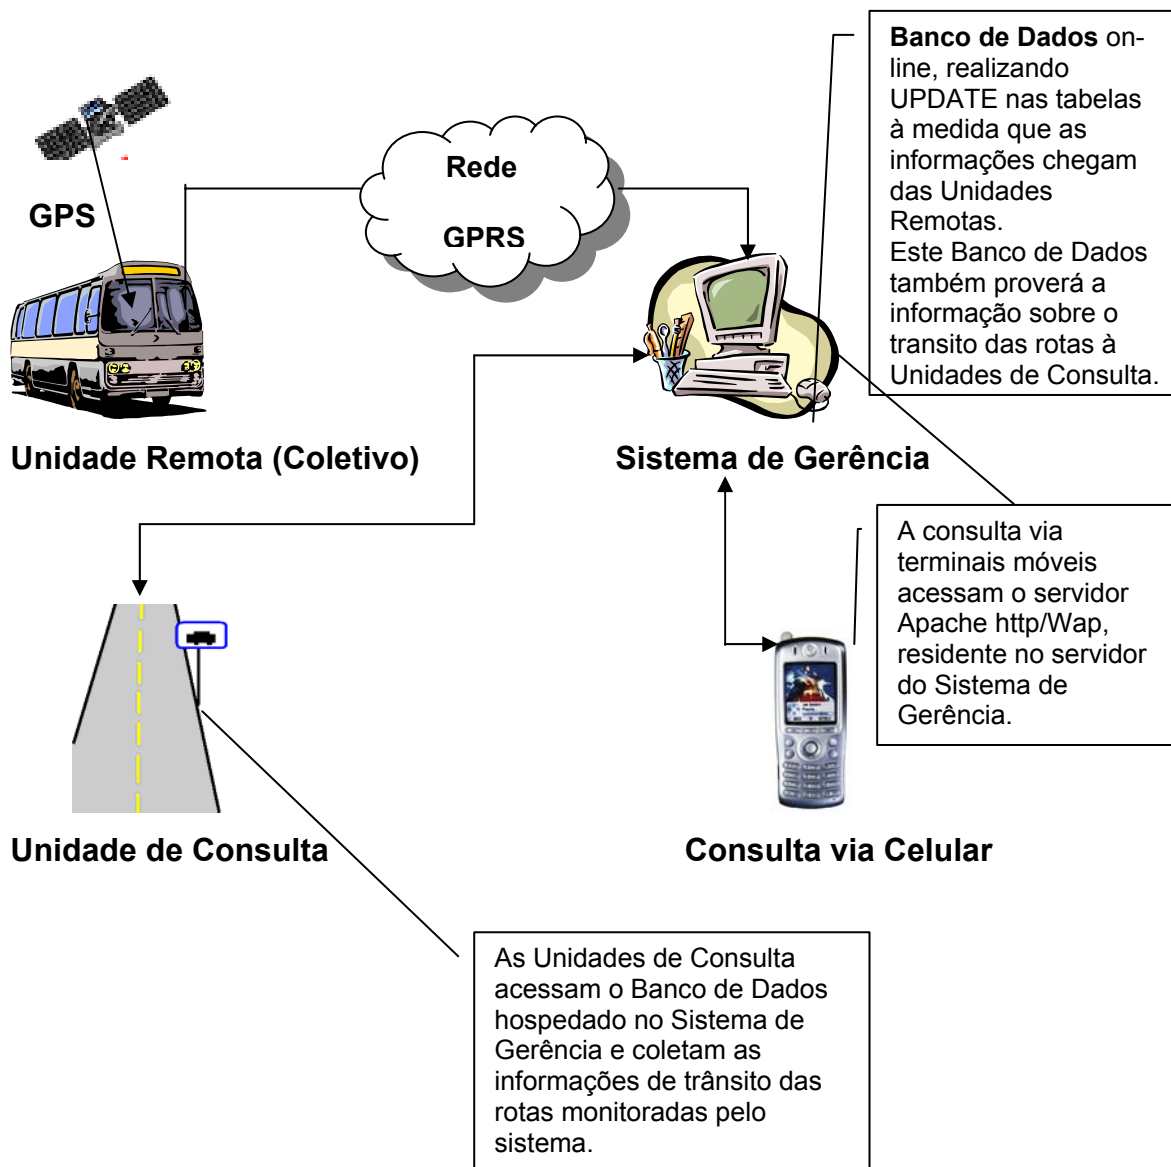 Banco de Dados on-
line, realizando
UPDATE nas tabelas
à medida que as
informações chegam
das Unidades
Remotas.
Este Banco de Dados
também proverá a
informação sobre o
transito das rotas à
Unidades de Consulta.
Rede
GPRS
GPS
Unidade Remota (Coletivo)
Sistema de Gerência
A consulta via
terminais móveis
acessam o servidor
Apache http/Wap,
residente no servidor
do Sistema de
Gerência.
Unidade de Consulta
Consulta via Celular
As Unidades de Consulta
acessam o Banco de Dados
hospedado no Sistema de
Gerência e coletam as
informações de trânsito das
rotas monitoradas pelo
sistema.